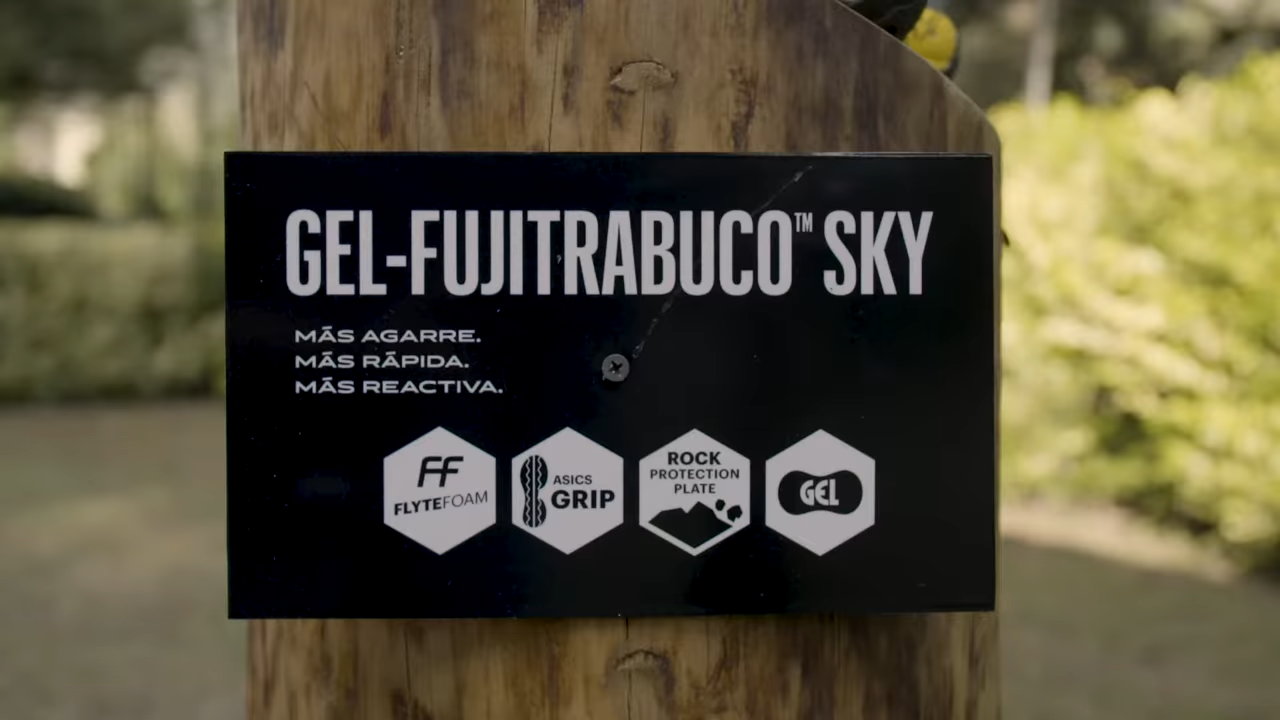 GEL-FUJITRABUCO™ SKY
MÁS AGARRE.
MÁS RÁPIDA.
MÁS REACTIVA.
FF
FLYTEFOAM
ASICS
GRIP
ROCK
PROTECTION
PLATE
GEL